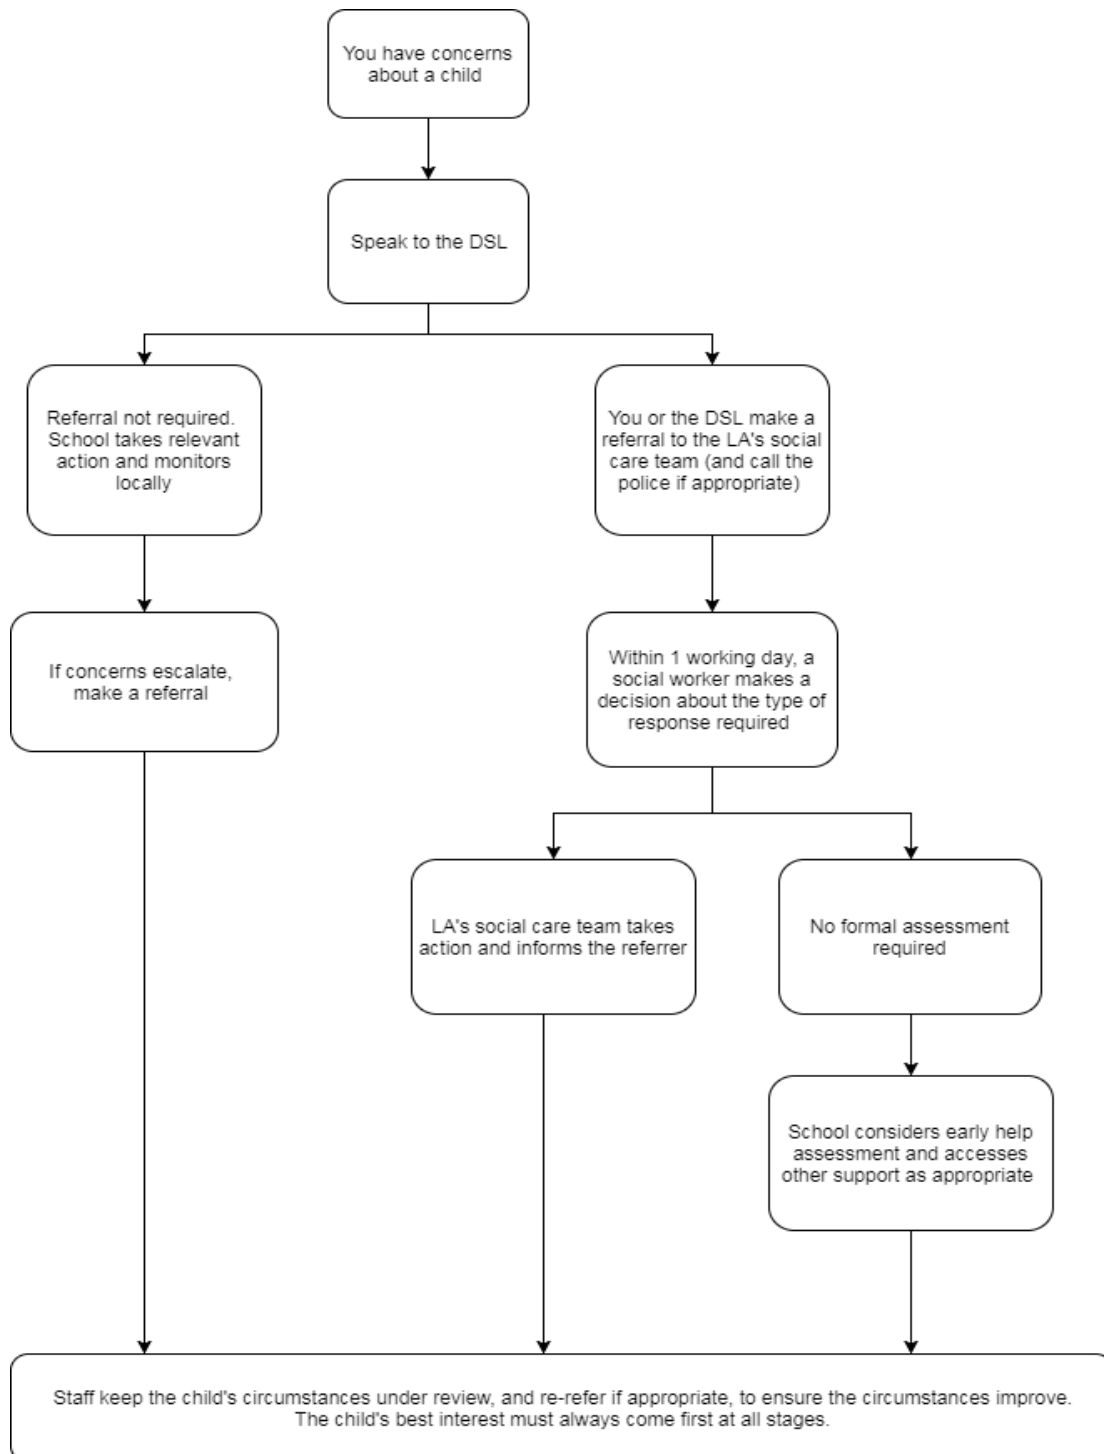 You have concerns
about a child
Speak to the DSL
Referral not required.
School takes relevant
action and monitors
locally
You or the DSL make a
referral to the LA's social
care team (and call the
police if appropriate)
If concerns escalate,
make a referral
Within 1 working day, a
social worker makes a
decision about the type of
response required
LA's social care team takes
action and informs the referrer
No formal assessment
required
School considers early help
assessment and accesses
other support as appropriate
Staff keep the child's circumstances under review, and re-refer if appropriate, to ensure the circumstances improve.
The child's best interest must always come first at all stages.